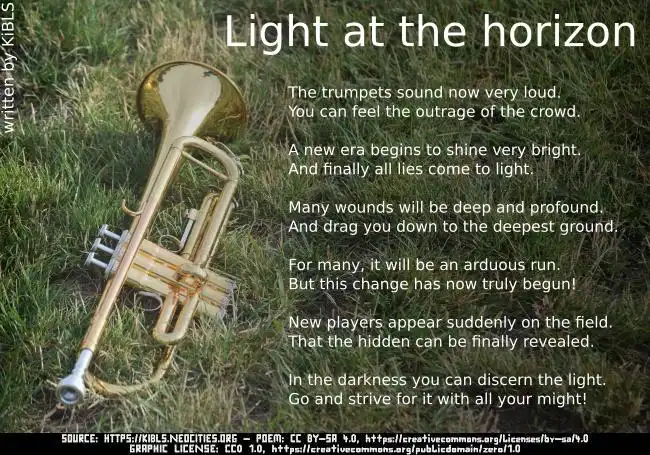 Light at the horizon
written by KiBLS
The trumpets sound now very loud.
You can feel the outrage of the crowd.
A new era begins to shine very bright.
And finally all lies come to light.
Many wounds will be deep and profound.
And drag you down to the deepest ground.
For many, it will be an arduous run.
But this change has now truly begun!
New players appear suddenly on the field.
That the hidden can be finally revealed.
In the darkness you can discern the light.
Go and strive for it with all your might!
SOURCE: HTTPS://KIBLS.NEOCITIES.ORG - POEM: CC BY-SA 4.0, https://creativecommons.org/licenses/by-sa/4.0
GRAPHIC LICENSE: CC0 1.0, https://creativecommons.org/publicdomain/zero/1.0